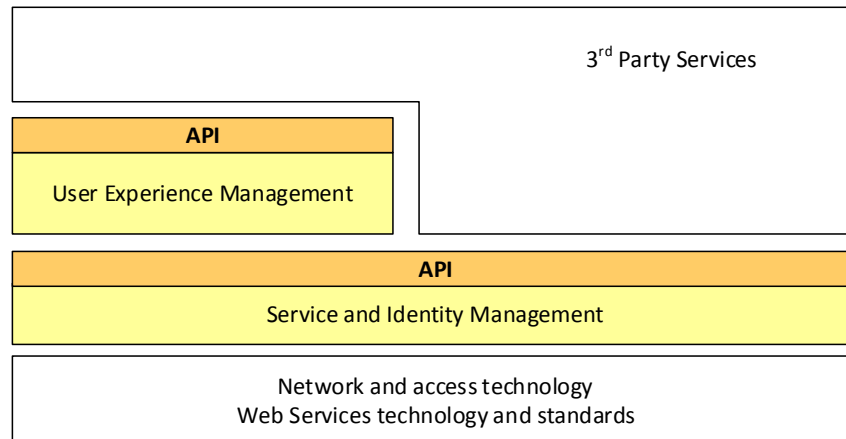 3rd Party Services
API
User Experience Management
API
Service and Identity Management
Network and access technology
Web Services technology and standards